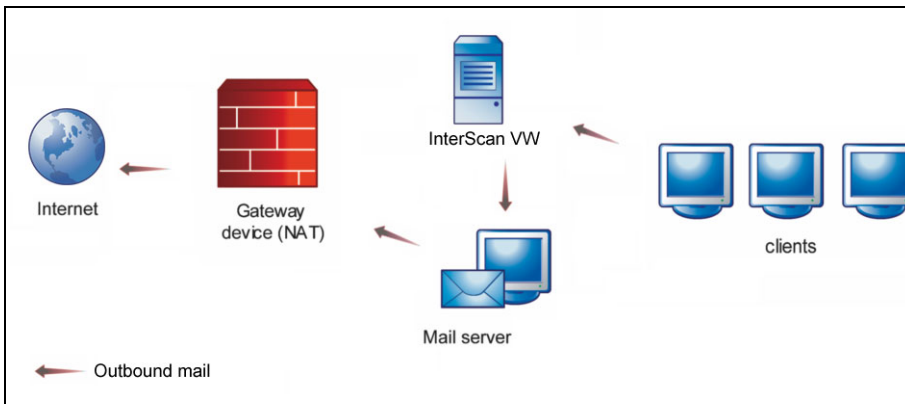 InterScan VW
Internet
Gateway
device (NAT)
clients
Mail server
Outbound mail